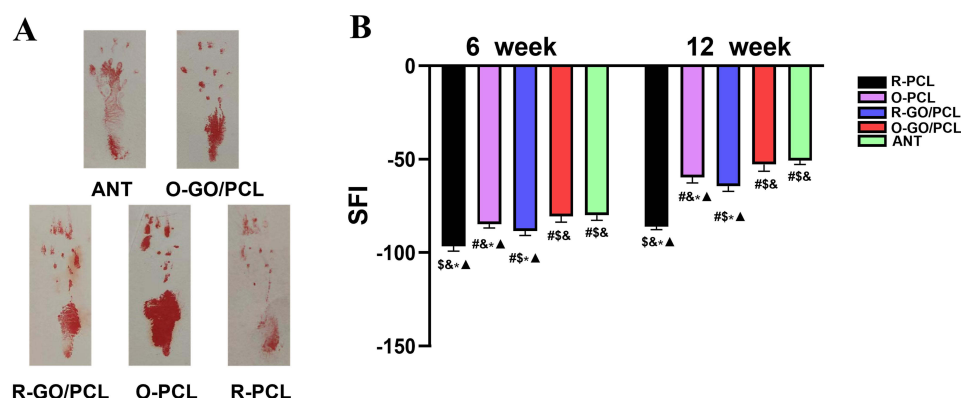 A
ANT
O-GO/PCL
R-GO/PCL
O-PCL
R-PCL
B
6 week
12 week
0
-50
-100
-150
SFI
$&*▲
#&*▲
#$*▲
#$&
#$&
$&*▲
#&*▲
#$*▲
#$&
#$&
R-PCL
O-PCL
R-GO/PCL
O-GO/PCL
ANT